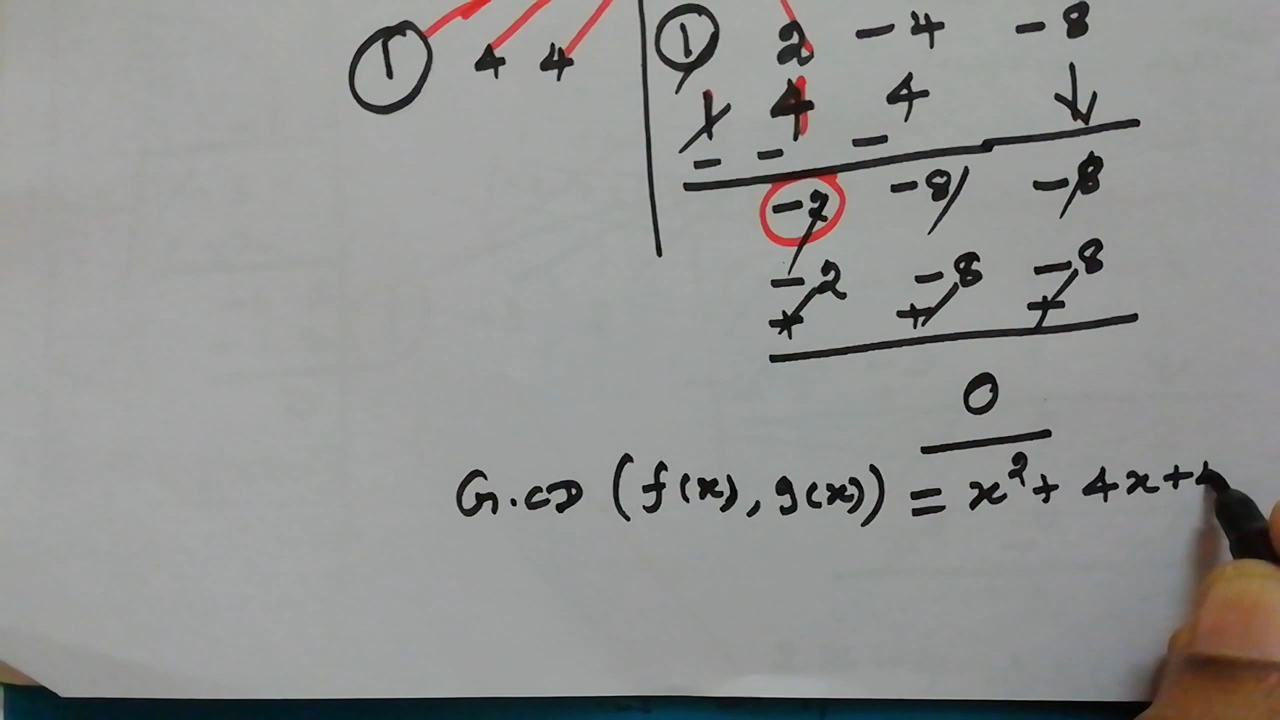 ① 4 4 ① 2 -4 -8
1 4 4 ↓
- - -
-2 -8 -8
-2 -8 -8
+ + +
0
G.CD (f(x), g(x)) = x² + 4x+4